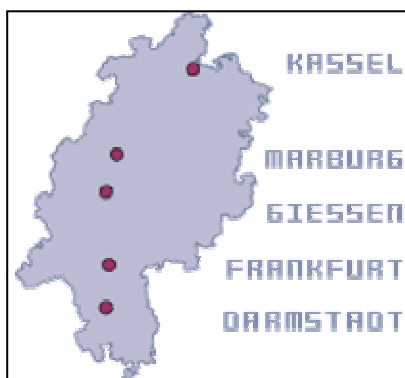 KASSEL
MARBURG
GIESSEN
FRANKFURT
DARMSTADT